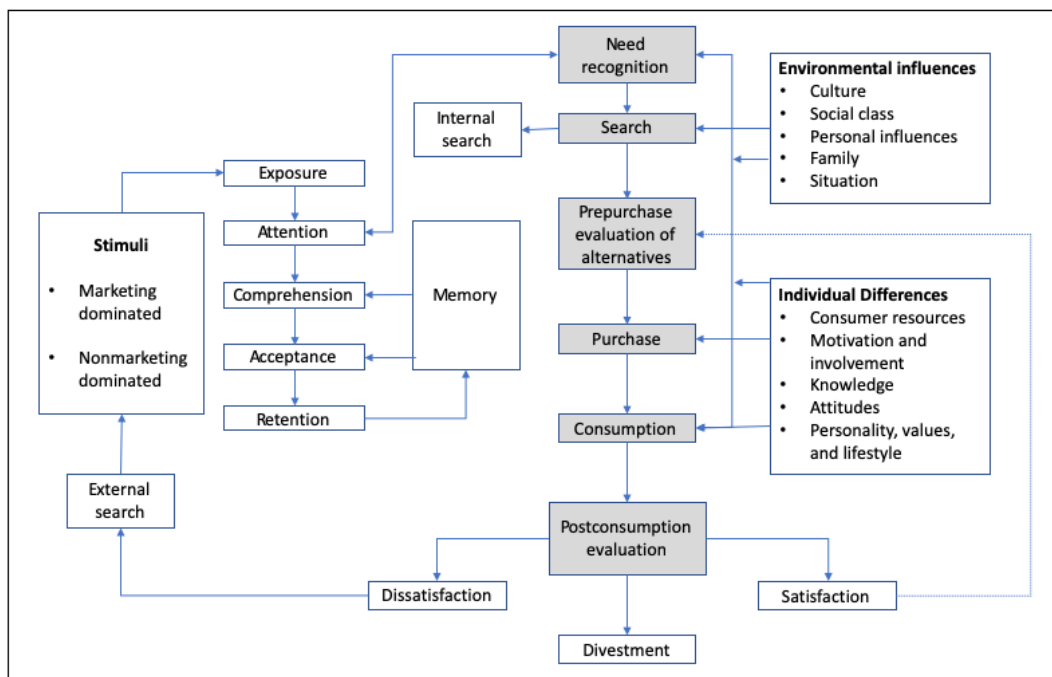 Need
recognition
Environmental influences
• Culture
• Social class
• Personal influences
• Family
• Situation
Internal
search
Search
Exposure
Attention
Comprehension
Acceptance
Retention
Memory
Stimuli
• Marketing
dominated
• Nonmarketing
dominated
Prepurchase
evaluation of
alternatives
Purchase
Consumption
Individual Differences
• Consumer resources
• Motivation and
involvement
• Knowledge
• Attitudes
• Personality, values,
and lifestyle
External
search
Postconsumption
evaluation
Dissatisfaction
Satisfaction
Divestment